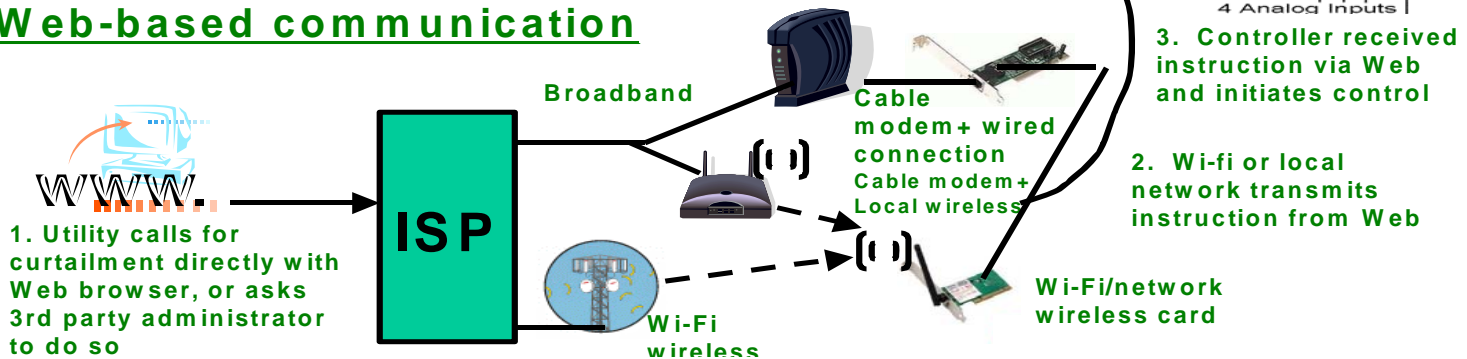 Web-based communication
4 Analog Inputs
3. Controller received
instruction via Web
and initiates control
Broadband
Cable
modem+ wired
connection
Cable modem+
Local wireless
2. Wi-fi or local
network transmits
instruction from Web
WWW.
ISP
1. Utility calls for
curtailment directly with
Web browser, or asks
3rd party administrator
to do so
Wi-Fi
wireless
Wi-Fi/network
wireless card